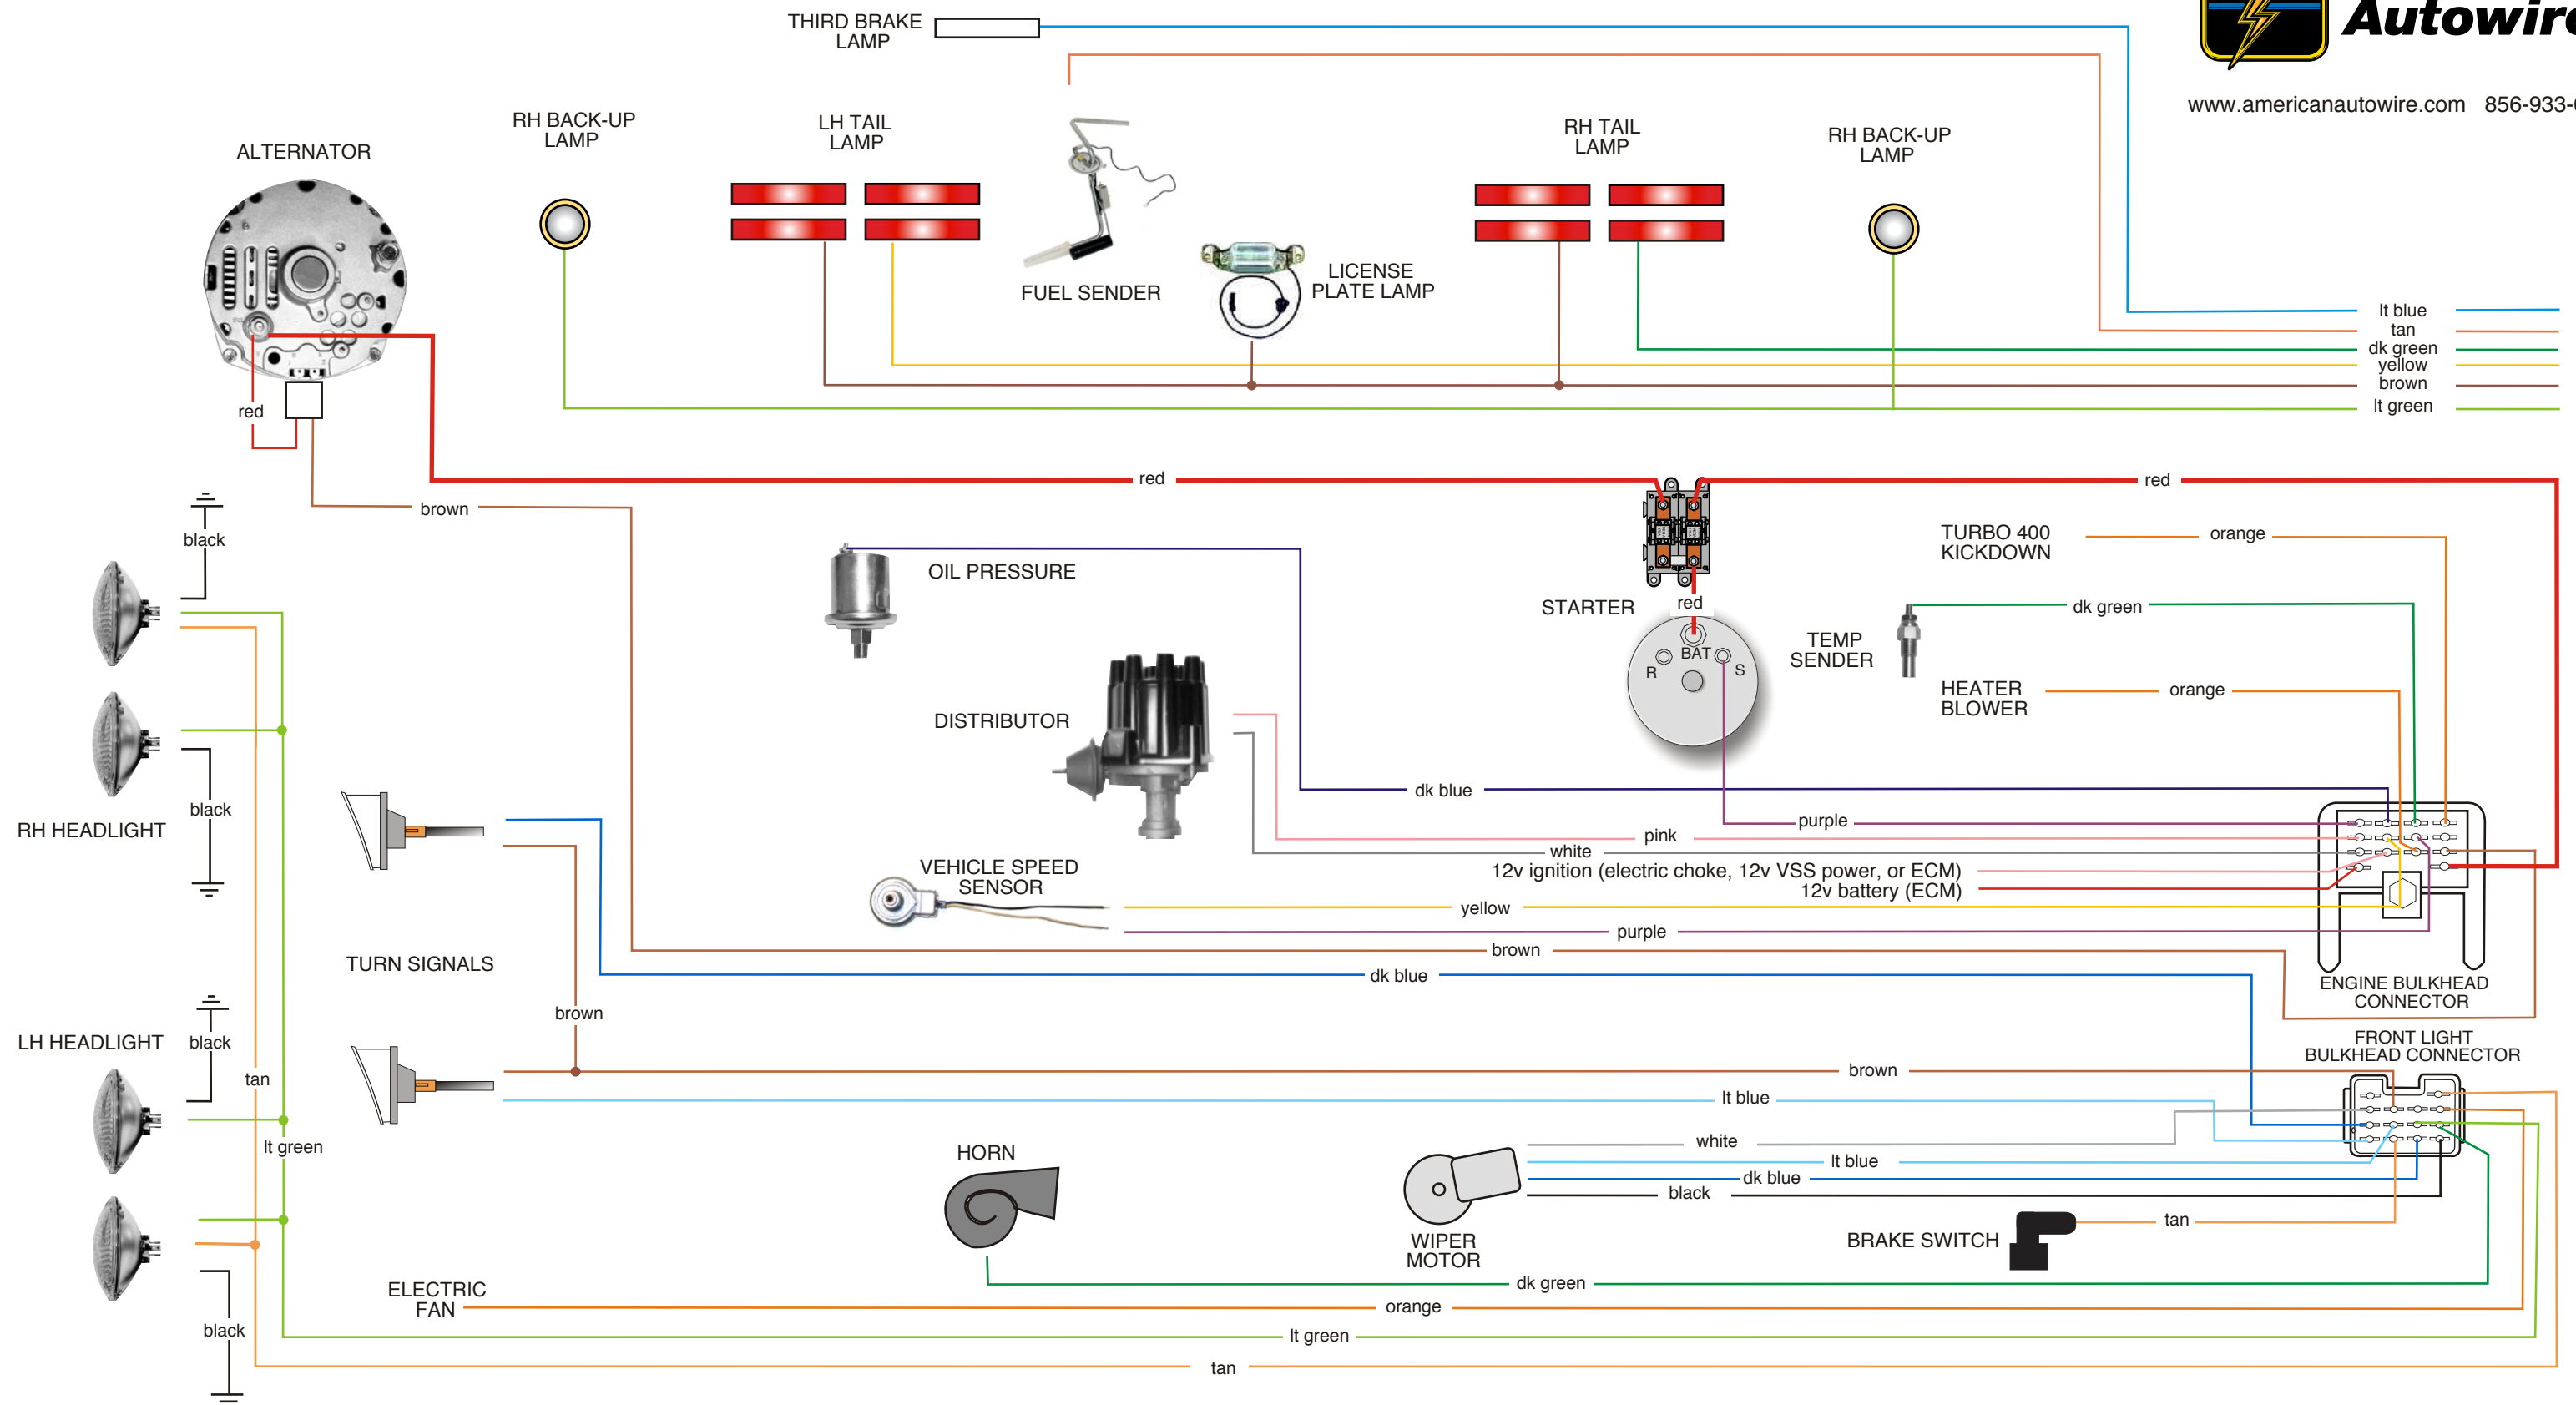 THIRD BRAKE
LAMP
www.americanautowire.com 856-933-
RH BACK-UP
LAMP
LH TAIL
LAMP
RH TAIL
LAMP
RH BACK-UP
LAMP
ALTERNATOR
FUEL SENDER
LICENSE
PLATE LAMP
lt blue
tan
dk green
yellow
brown
lt green
red
red
red
brown
black
OIL PRESSURE
TURBO 400
KICKDOWN
orange
STARTER
red
BAT
R
S
TEMP
SENDER
dk green
HEATER
BLOWER
orange
DISTRIBUTOR
dk blue
black
RH HEADLIGHT
purple
pink
white
VEHICLE SPEED
SENSOR
12v ignition (electric choke, 12v VSS power, or ECM)
12v battery (ECM)
yellow
purple
brown
TURN SIGNALS
dk blue
ENGINE BULKHEAD
CONNECTOR
brown
LH HEADLIGHT
black
FRONT LIGHT
BULKHEAD CONNECTOR
tan
brown
lt blue
lt green
HORN
white
lt blue
dk blue
black
WIPER
MOTOR
BRAKE SWITCH
tan
dk green
ELECTRIC
FAN
orange
black
lt green
tan